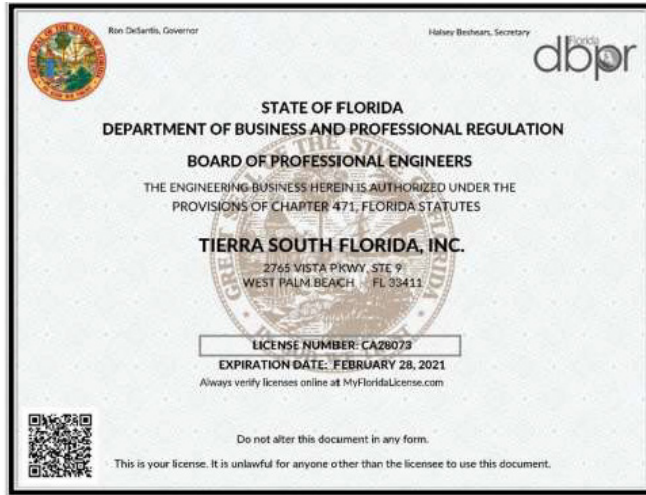 Ron DeSantis, Governor
Halsey Beshears, Secretary
Florida
dbpr
STATE OF FLORIDA
DEPARTMENT OF BUSINESS AND PROFESSIONAL REGULATION
BOARD OF PROFESSIONAL ENGINEERS
THE ENGINEERING BUSINESS HEREIN IS AUTHORIZED UNDER THE
PROVISIONS OF CHAPTER 471, FLORIDA STATUTES
TIERRA SOUTH FLORIDA, INC.
2765 VISTA PKWY, STE 9
WEST PALM BEACH FL 33411
LICENSE NUMBER: CA28073
EXPIRATION DATE: FEBRUARY 28, 2021
Always verify licenses online at MyFloridaLicense.com
Do not alter this document in any form.
This is your license. It is unlawful for anyone other than the licensee to use this document.